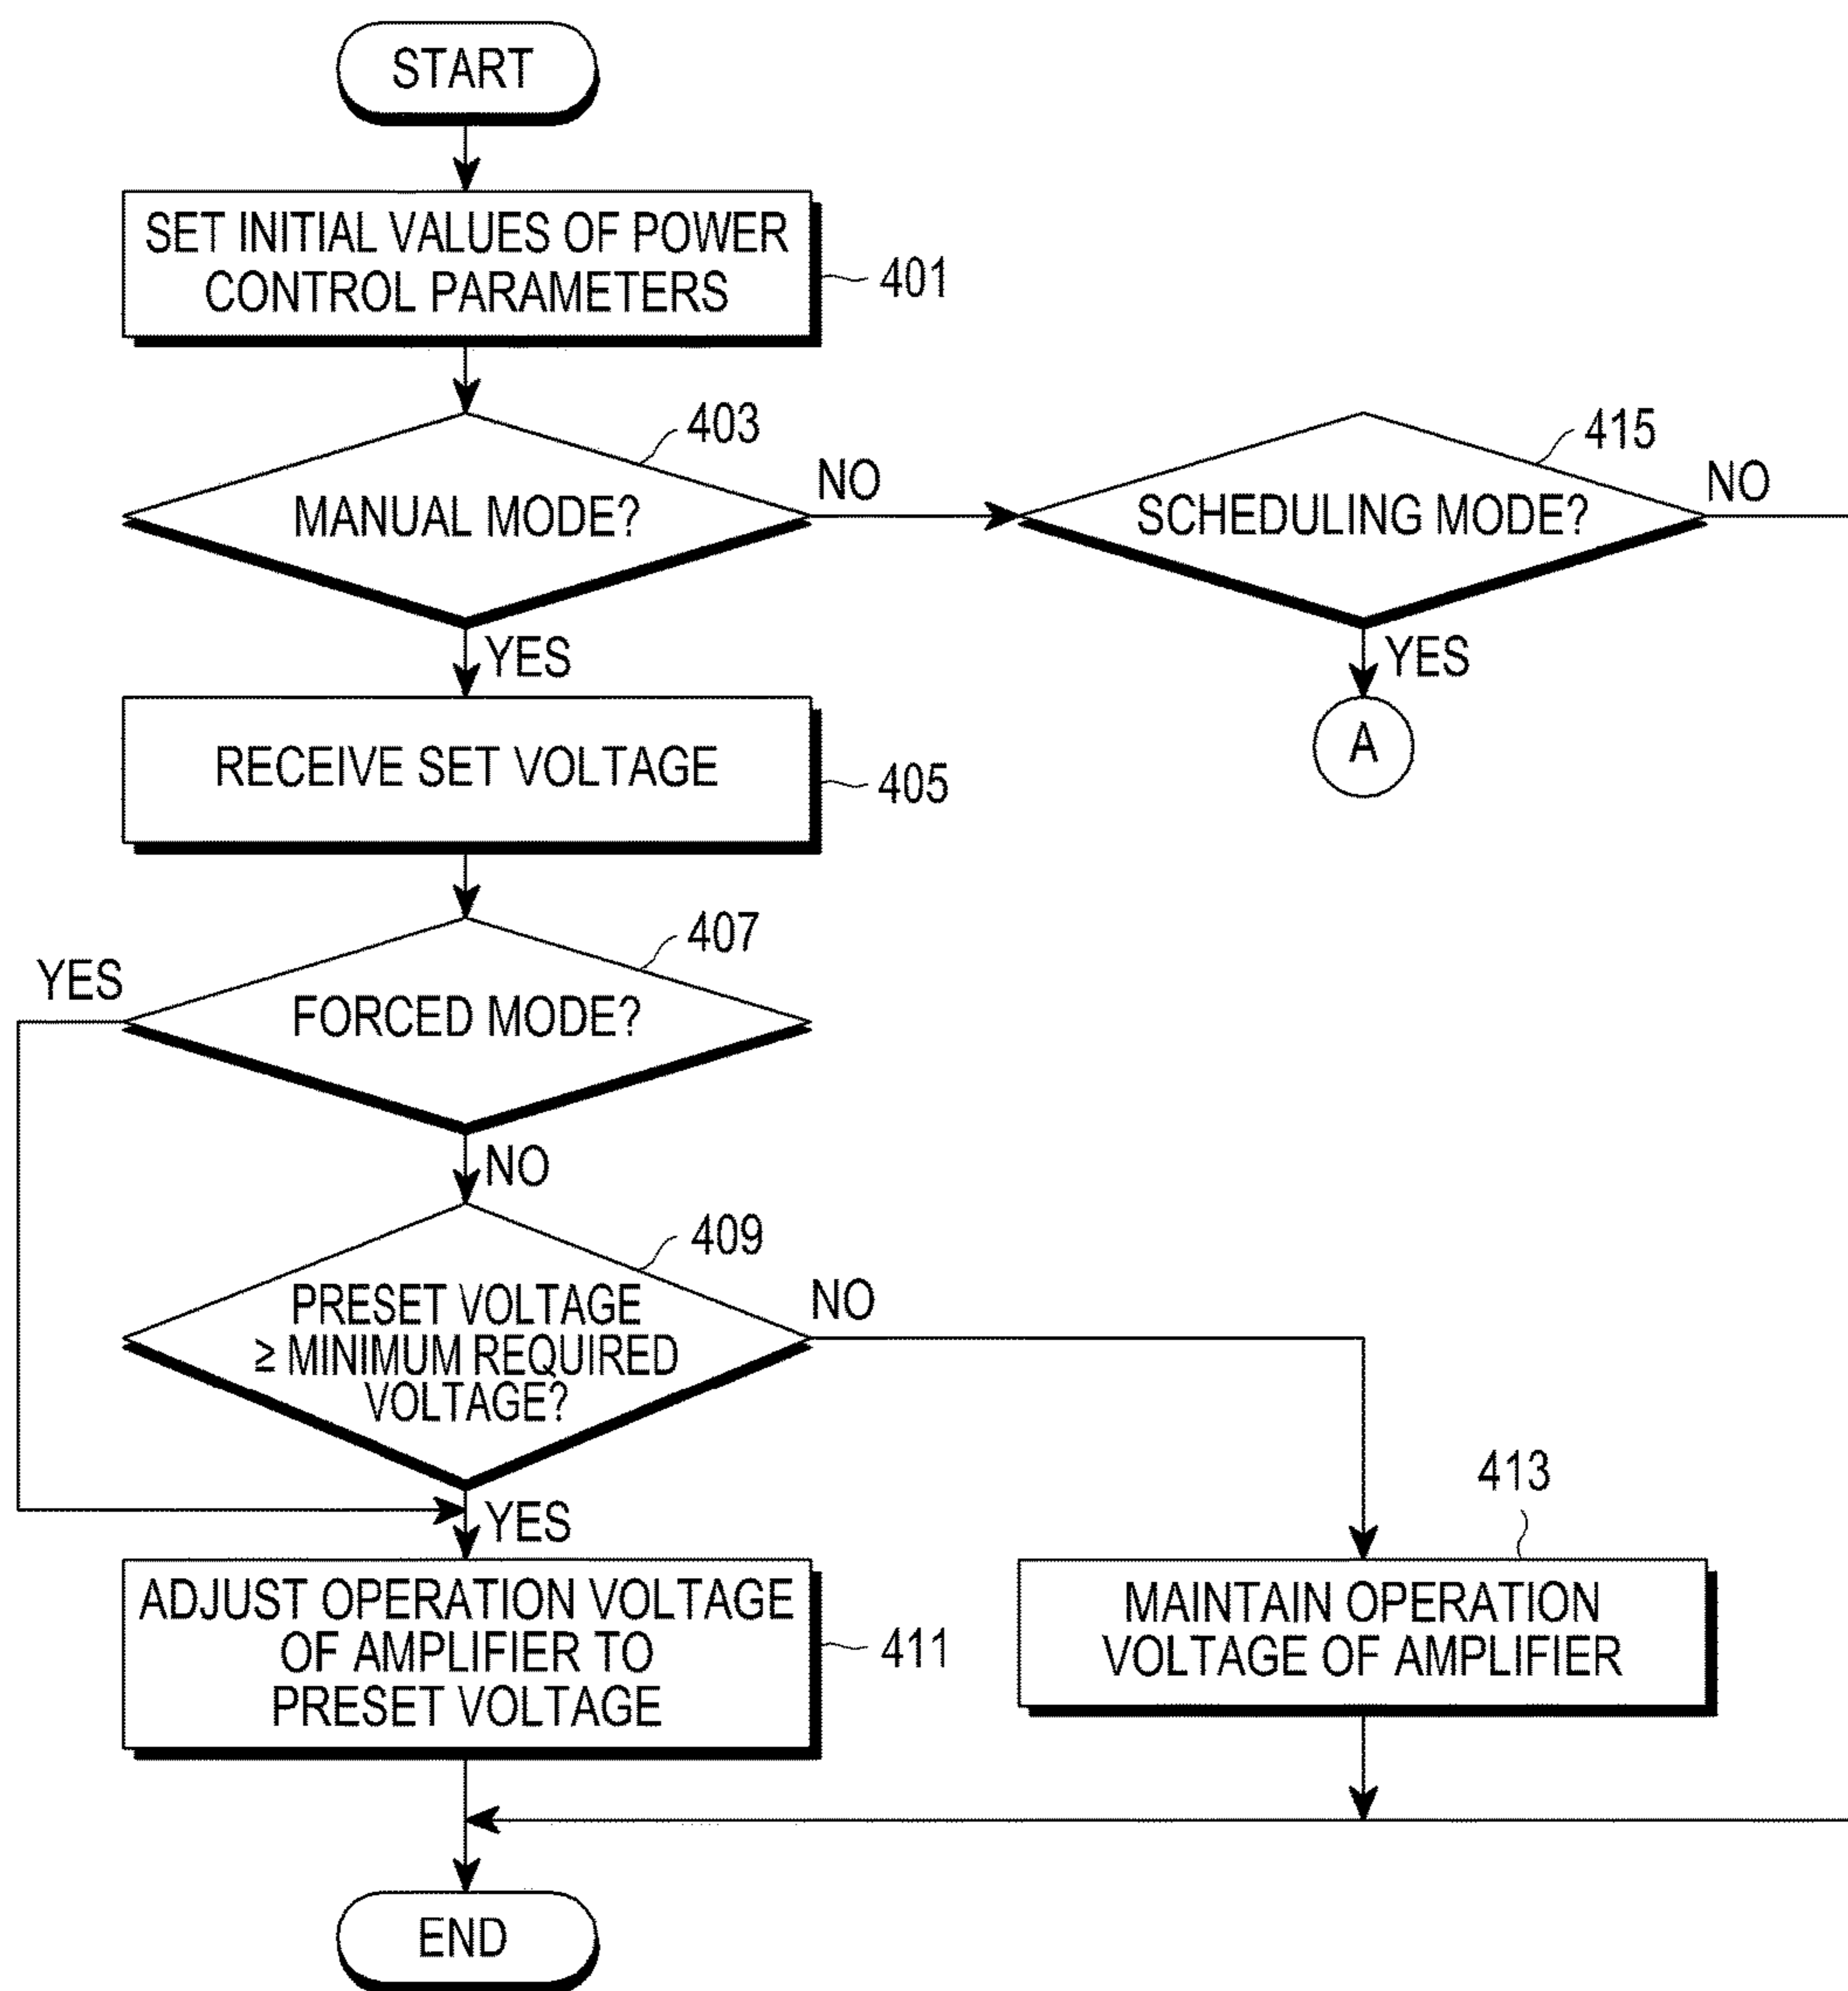 START
SET INITIAL VALUES OF POWER
CONTROL PARAMETERS
401
403
MANUAL MODE?
NO
415
SCHEDULING MODE?
NO
YES
YES
A
RECEIVE SET VOLTAGE
405
407
YES
FORCED MODE?
NO
409
PRESET VOLTAGE
≥ MINIMUM REQUIRED
VOLTAGE?
NO
YES
413
ADJUST OPERATION VOLTAGE
OF AMPLIFIER TO
PRESET VOLTAGE
411
MAINTAIN OPERATION
VOLTAGE OF AMPLIFIER
END